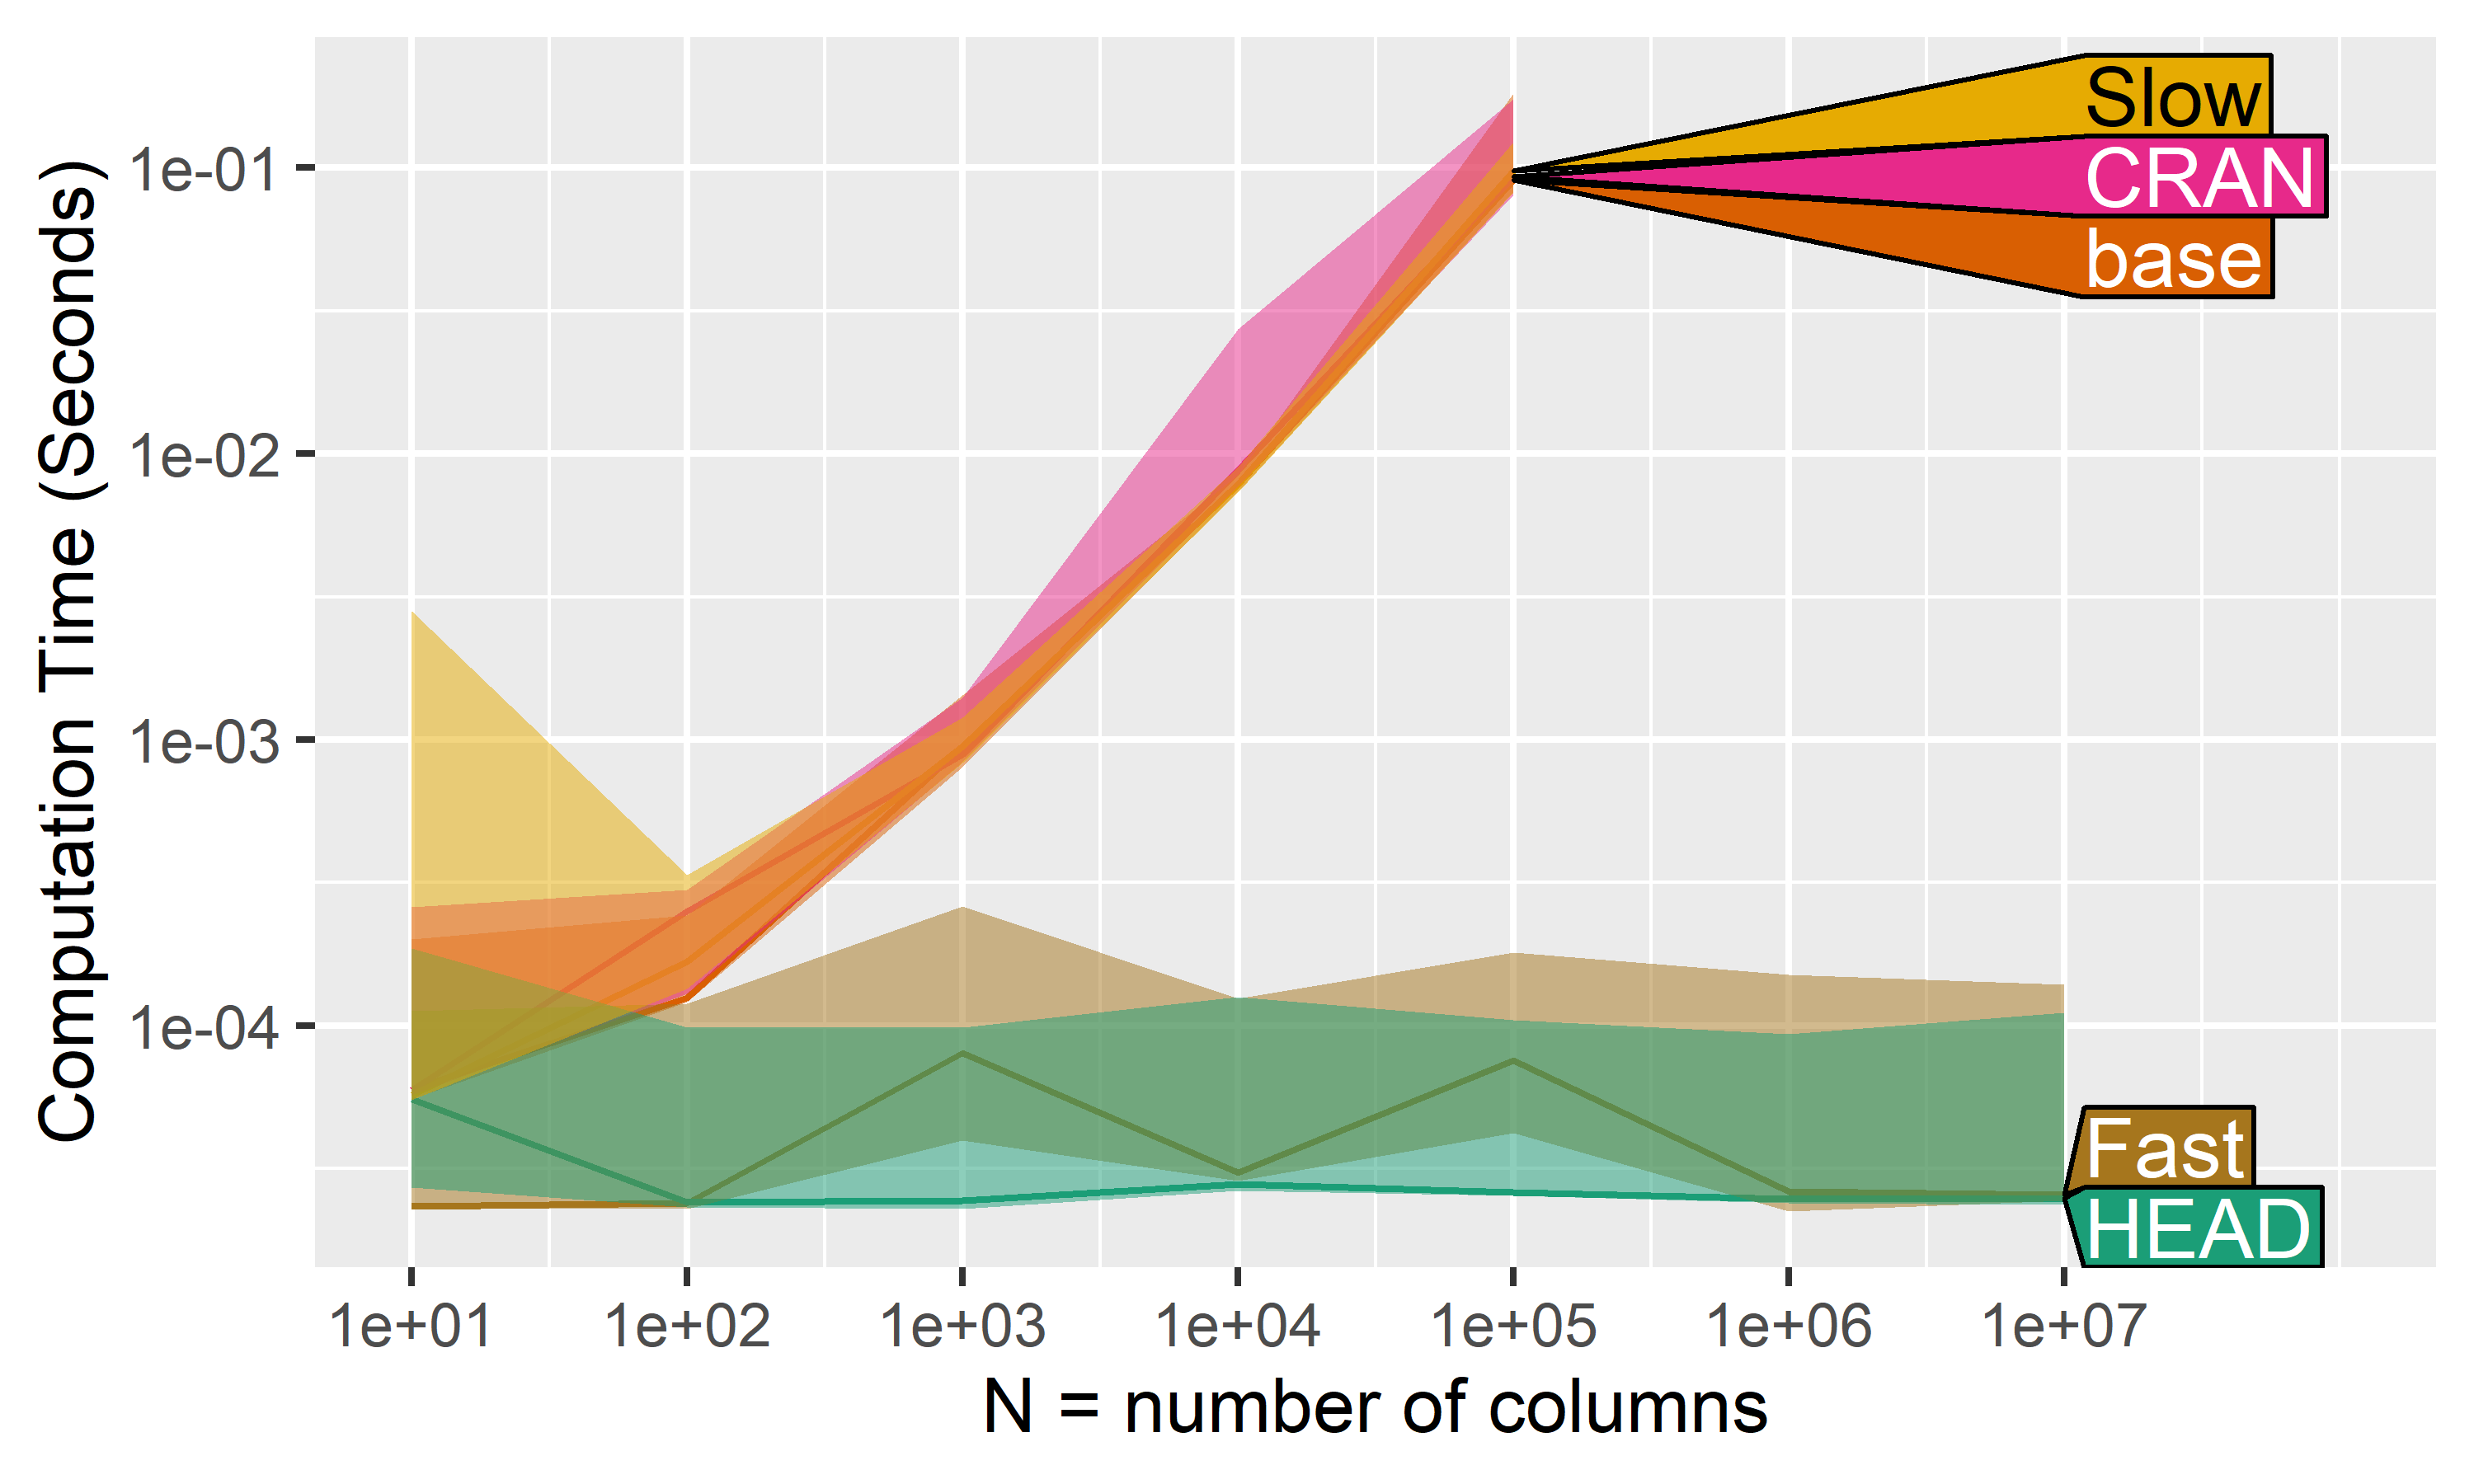 Computation Time (Seconds)
1e-01
1e-02
1e-03
1e-04
Slow
CRAN
base
Fast
HEAD
1e+01 1e+02 1e+03 1e+04 1e+05 1e+06 1e+07
N = number of columns